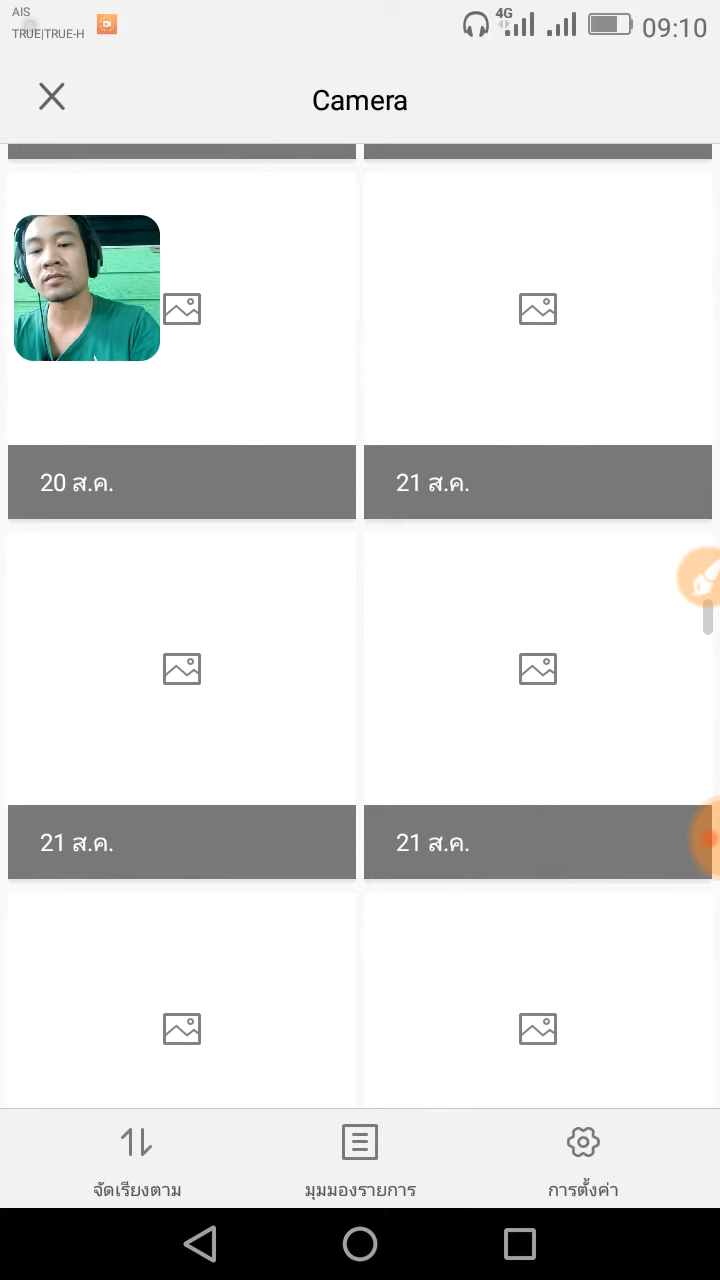 AIS
TRUE|TRUE-H
4G
09:10
Camera
20 ส.ค.
21 ส.ค.
21 ส.ค.
21 ส.ค.
จัดเรียงตาม
มุมมองรายการ
การตั้งค่า